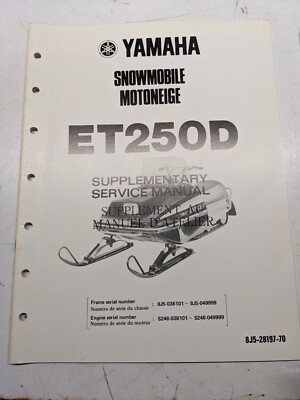 YAMAHA
SNOWMOBILE
MOTONEIGE
ET250D
SUPPLEMENTARY
SERVICE MANUAL
SUPPLEMENT AU
MANUEL D'ATELIER
Frame serial number : 8J5-038101 ~ 8J5-049999
Numéro de série du châssis
Engine serial number : S246-038101 ~ S246-049999
Numéro de série du moteur
8J5-28197-70